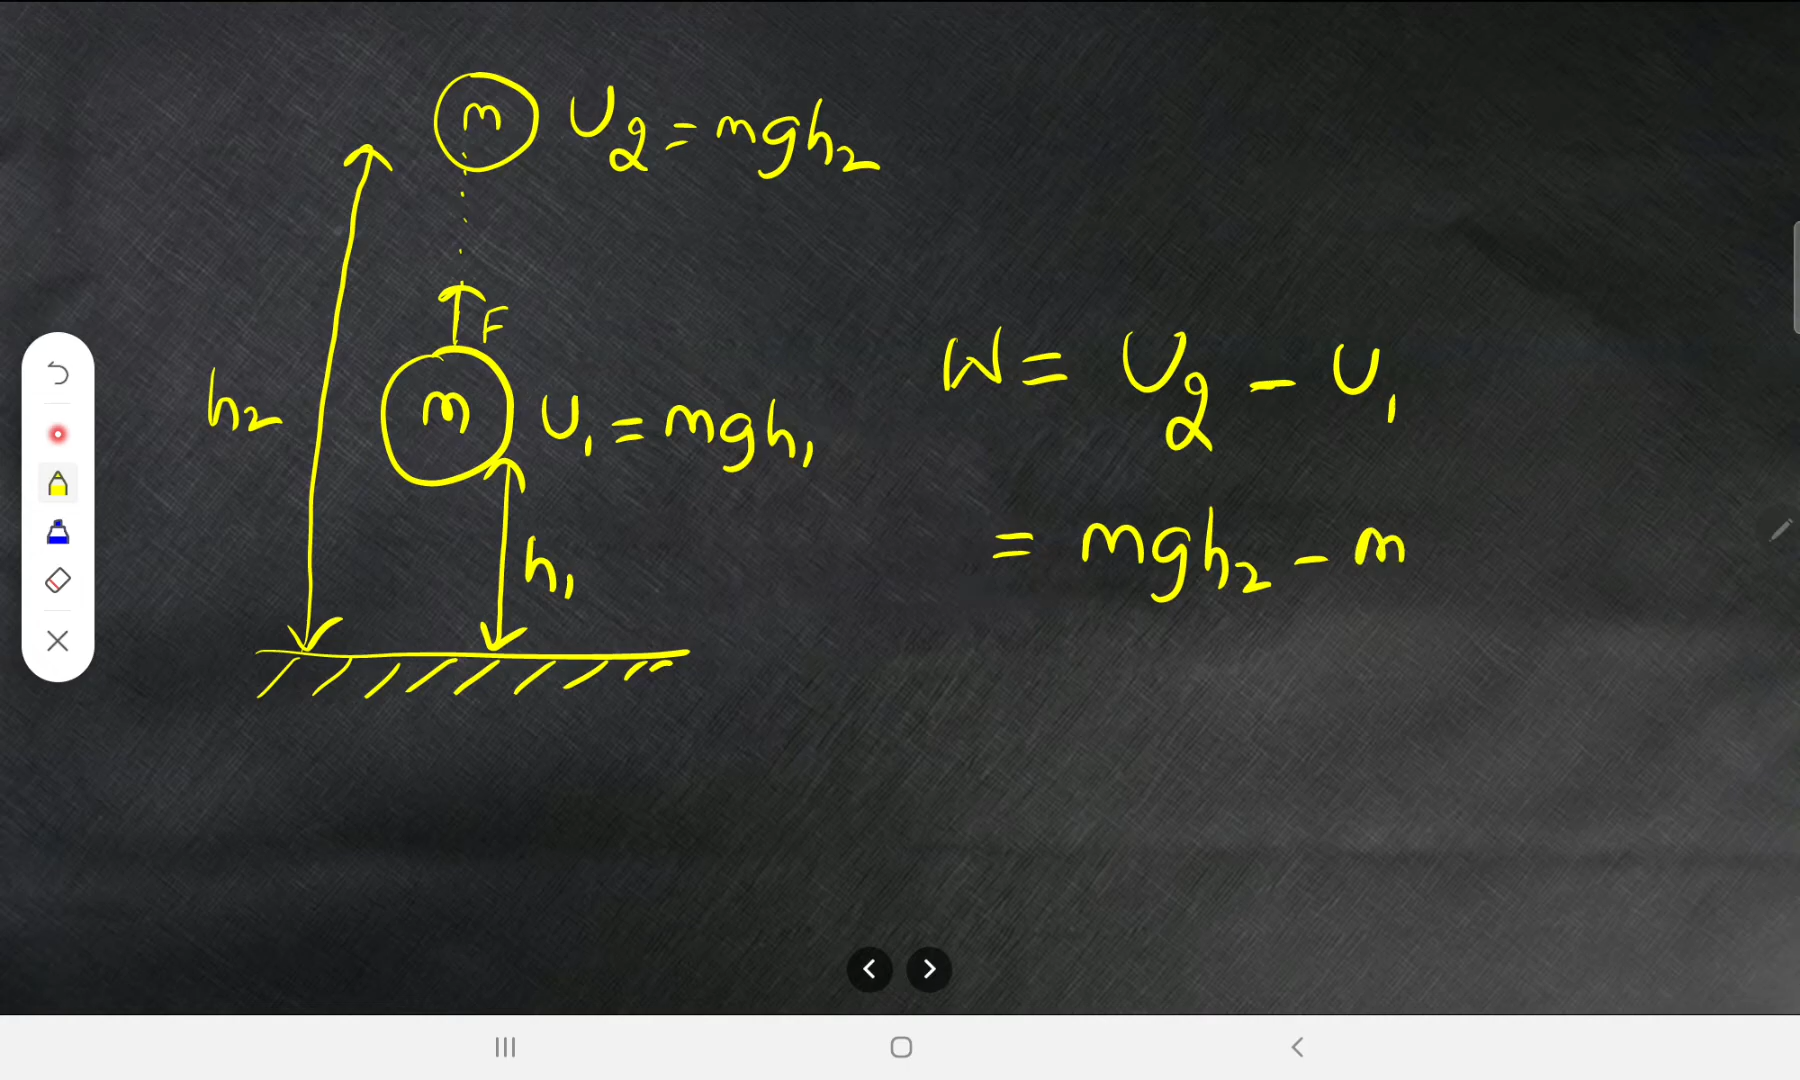 m U₂ = mgh₂
F
h₂
m U₁ = mgh₁
h₁
W = U₂ - U₁
= mgh₂ - m